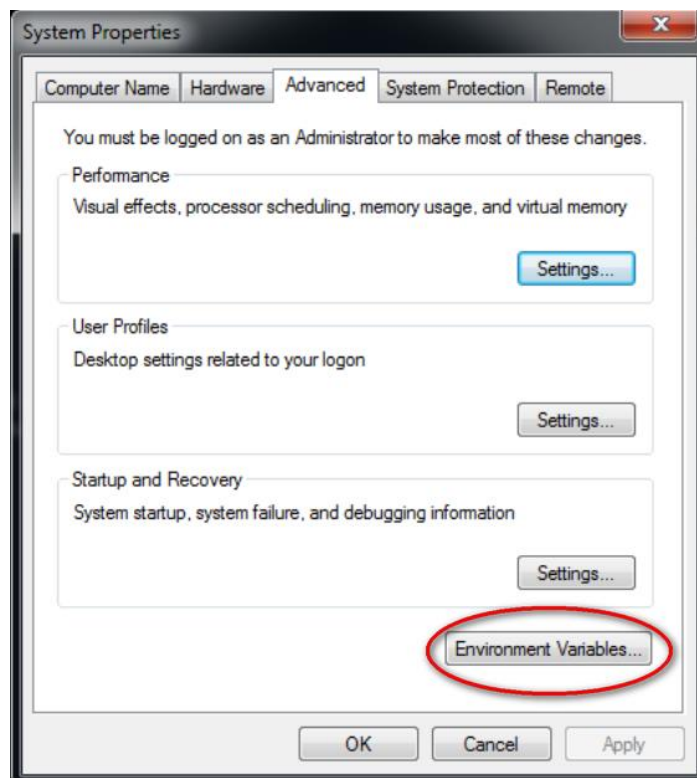 System Properties
Computer Name Hardware Advanced System Protection Remote
You must be logged on as an Administrator to make most of these changes.
Performance
Visual effects, processor scheduling, memory usage, and virtual memory
Settings...
User Profiles
Desktop settings related to your logon
Settings...
Startup and Recovery
System startup, system failure, and debugging information
Settings...
Environment Variables...
OK Cancel Apply